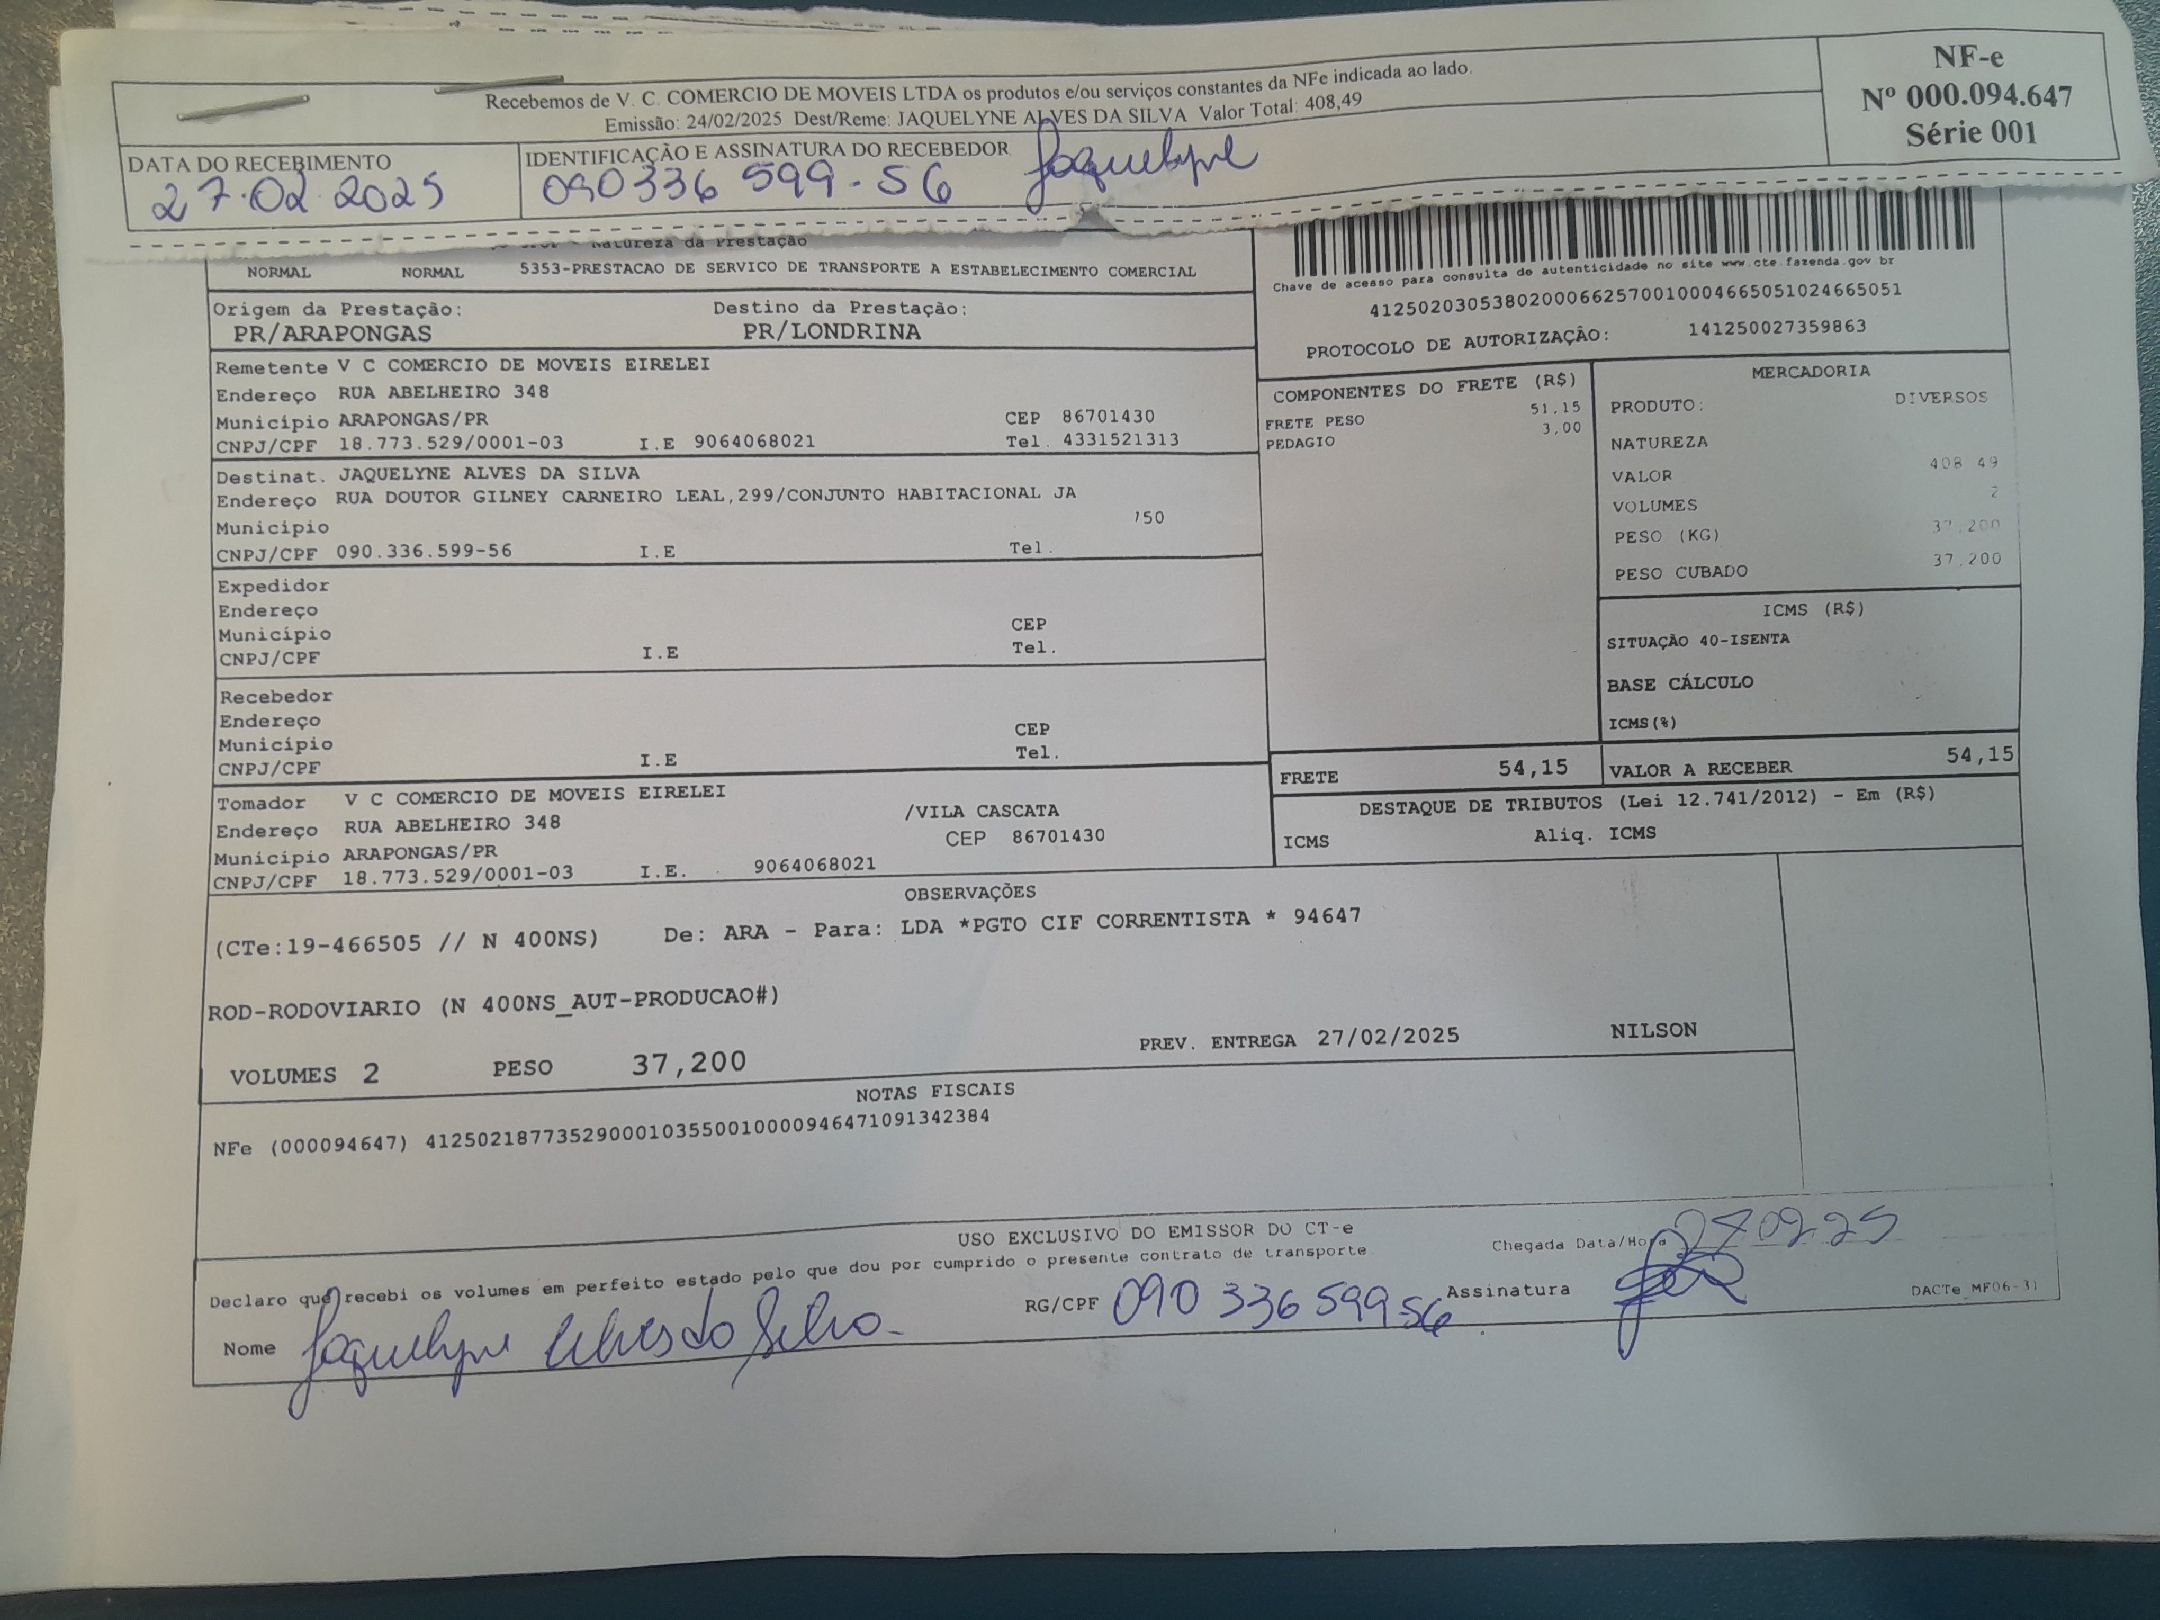 Recebemos de V. C. COMERCIO DE MOVEIS LTDA os produtos e/ou serviços constantes da NFe indicada ao lado.
Emissão: 24/02/2025 Dest/Reme: JAQUELYNE ALVES DA SILVA Valor Total: 408,49
NF-e
Nº 000.094.647
Série 001
DATA DO RECEBIMENTO
27.02.2025
IDENTIFICAÇÃO E ASSINATURA DO RECEBEDOR
090336 599-56 Jaquelyne
Natureza da Prestação
NORMAL NORMAL 5353-PRESTACAO DE SERVICO DE TRANSPORTE A ESTABELECIMENTO COMERCIAL
Chave de acesso para consulta de autenticidade no site www.cte.fazenda.gov br
41250203053802000662570010004665051024665051
PROTOCOLO DE AUTORIZAÇÃO: 141250027359863
Origem da Prestação: Destino da Prestação:
PR/ARAPONGAS PR/LONDRINA
Remetente V C COMERCIO DE MOVEIS EIRELEI
Endereço RUA ABELHEIRO 348
Município ARAPONGAS/PR CEP 86701430
CNPJ/CPF 18.773.529/0001-03 I.E 9064068021 Tel. 4331521313
Destinat. JAQUELYNE ALVES DA SILVA
Endereço RUA DOUTOR GILNEY CARNEIRO LEAL,299/CONJUNTO HABITACIONAL JA
Município 750
CNPJ/CPF 090.336.599-56 I.E Tel.
Expedidor
Endereço
Município CEP
CNPJ/CPF I.E Tel.
Recebedor
Endereço
Município CEP
CNPJ/CPF I.E Tel.
Tomador V C COMERCIO DE MOVEIS EIRELEI
Endereço RUA ABELHEIRO 348 /VILA CASCATA
Município ARAPONGAS/PR CEP 86701430
CNPJ/CPF 18.773.529/0001-03 I.E. 9064068021
COMPONENTES DO FRETE (R$)
FRETE PESO 51,15
PEDAGIO 3,00
MERCADORIA
PRODUTO: DIVERSOS
NATUREZA
VALOR 408 49
VOLUMES 2
PESO (KG) 37,200
PESO CUBADO 37,200
ICMS (R$)
SITUAÇÃO 40-ISENTA
BASE CÁLCULO
ICMS(%)
FRETE 54,15 VALOR A RECEBER 54,15
DESTAQUE DE TRIBUTOS (Lei 12.741/2012) - Em (R$)
ICMS Aliq. ICMS
OBSERVAÇÕES
(CTe:19-466505 // N 400NS) De: ARA - Para: LDA *PGTO CIF CORRENTISTA * 94647
ROD-RODOVIARIO (N 400NS_AUT-PRODUCAO#)
VOLUMES 2 PESO 37,200 PREV. ENTREGA 27/02/2025 NILSON
NOTAS FISCAIS
NFe (000094647) 41250218773529000103550010000946471091342384
USO EXCLUSIVO DO EMISSOR DO CT-e
Declaro que recebi os volumes em perfeito estado pelo que dou por cumprido o presente contrato de transporte
Chegada Data/Hora 270225
Nome Jaquelyne Alves da Silva RG/CPF 090 336 599 56 Assinatura
DACTe MF06-31